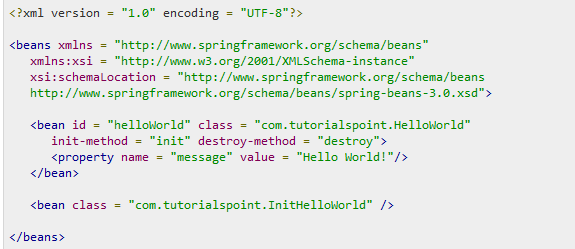 <?xml version = "1.0" encoding = "UTF-8"?>
<beans xmlns = "http://www.springframework.org/schema/beans"
xmlns:xsi = "http://www.w3.org/2001/XMLSchema-instance"
xsi:schemaLocation = "http://www.springframework.org/schema/beans
http://www.springframework.org/schema/beans/spring-beans-3.0.xsd">
<bean id = "helloWorld" class = "com.tutorialspoint.HelloWorld"
init-method = "init" destroy-method = "destroy">
<property name = "message" value = "Hello World!"/>
</bean>
<bean class = "com.tutorialspoint.InitHelloWorld" />
</beans>